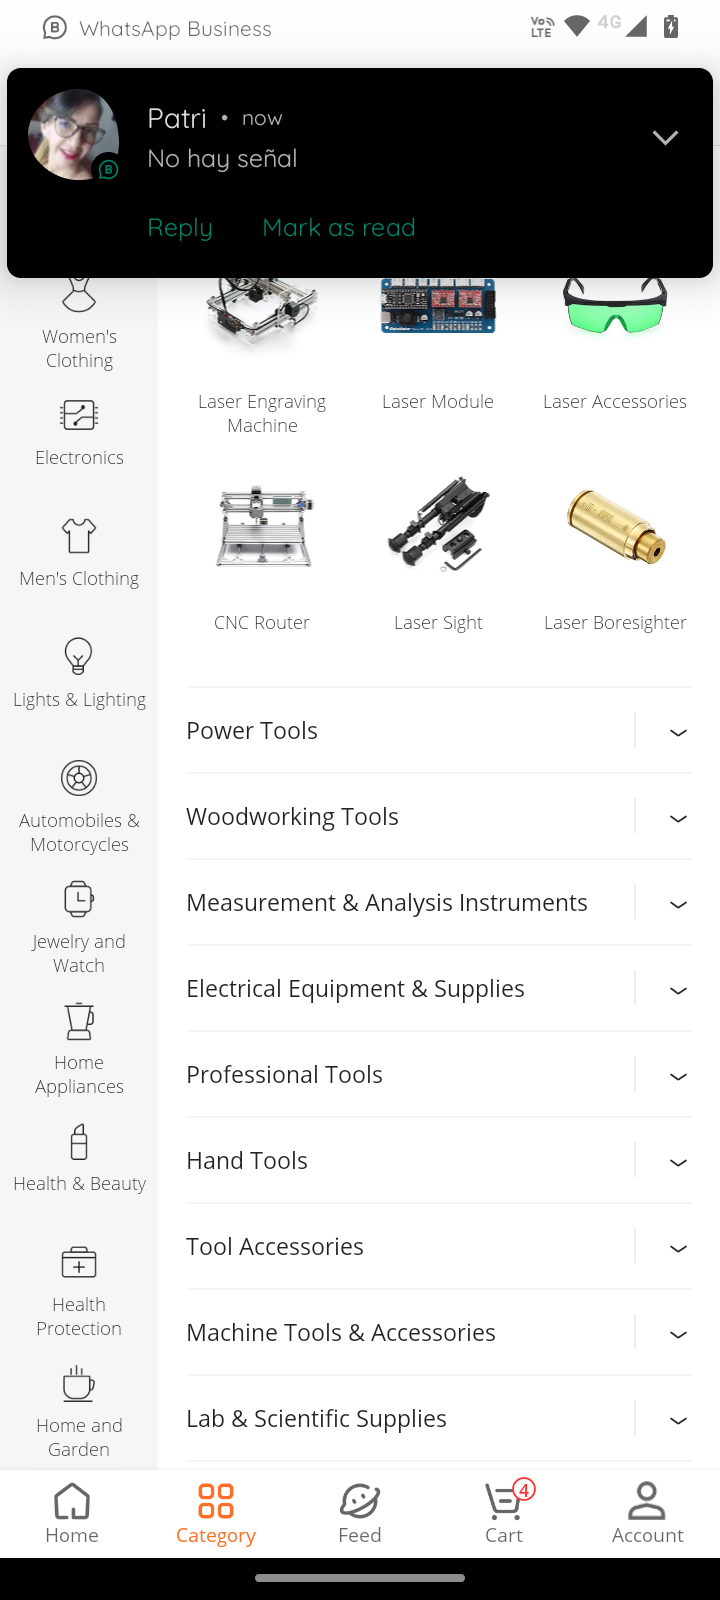 WhatsApp Business
Vo
LTE
4G
Patri • now
No hay señal
Reply
Mark as read
Women's
Clothing
Electronics
Men's Clothing
Lights & Lighting
Automobiles &
Motorcycles
Jewelry and
Watch
Home
Appliances
Health & Beauty
Health
Protection
Home and
Garden
Laser Engraving
Machine
Laser Module
Laser Accessories
CNC Router
Laser Sight
Laser Boresighter
Power Tools
Woodworking Tools
Measurement & Analysis Instruments
Electrical Equipment & Supplies
Professional Tools
Hand Tools
Tool Accessories
Machine Tools & Accessories
Lab & Scientific Supplies
Home
Category
Feed
4
Cart
Account